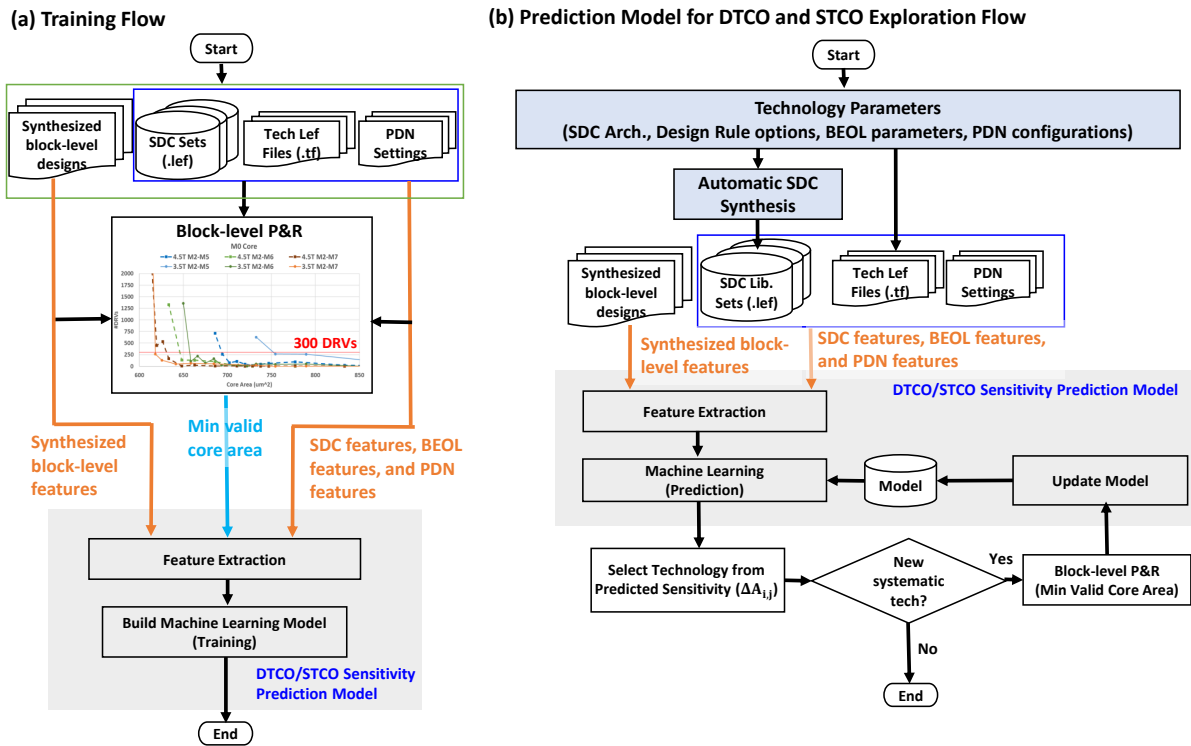 (a) Training Flow
Start
Synthesized
block-level
designs
SDC Sets
(.lef)
Tech Lef
Files (.tf)
PDN
Settings
Block-level P&R
M0 Core
4.5T M2-M5
4.5T M2-M6
4.5T M2-M7
3.5T M2-M5
3.5T M2-M6
3.5T M2-M7
#DRVs
2000
1750
1500
1250
1000
750
500
250
0
300 DRVs
600
650
700
750
800
850
Core Area (um^2)
Synthesized
block-level
features
Min valid
core area
SDC features, BEOL
features, and PDN
features
Feature Extraction
Build Machine Learning Model
(Training)
DTCO/STCO Sensitivity
Prediction Model
End
(b) Prediction Model for DTCO and STCO Exploration Flow
Start
Technology Parameters
(SDC Arch., Design Rule options, BEOL parameters, PDN configurations)
Automatic SDC
Synthesis
Synthesized
block-level
designs
SDC Lib.
Sets (.lef)
Tech Lef
Files (.tf)
PDN
Settings
Synthesized block-
level features
SDC features, BEOL features,
and PDN features
DTCO/STCO Sensitivity Prediction Model
Feature Extraction
Machine Learning
(Prediction)
Model
Update Model
Select Technology from
Predicted Sensitivity (ΔA_{i,j})
New
systematic
tech?
Yes
Block-level P&R
(Min Valid Core Area)
No
End